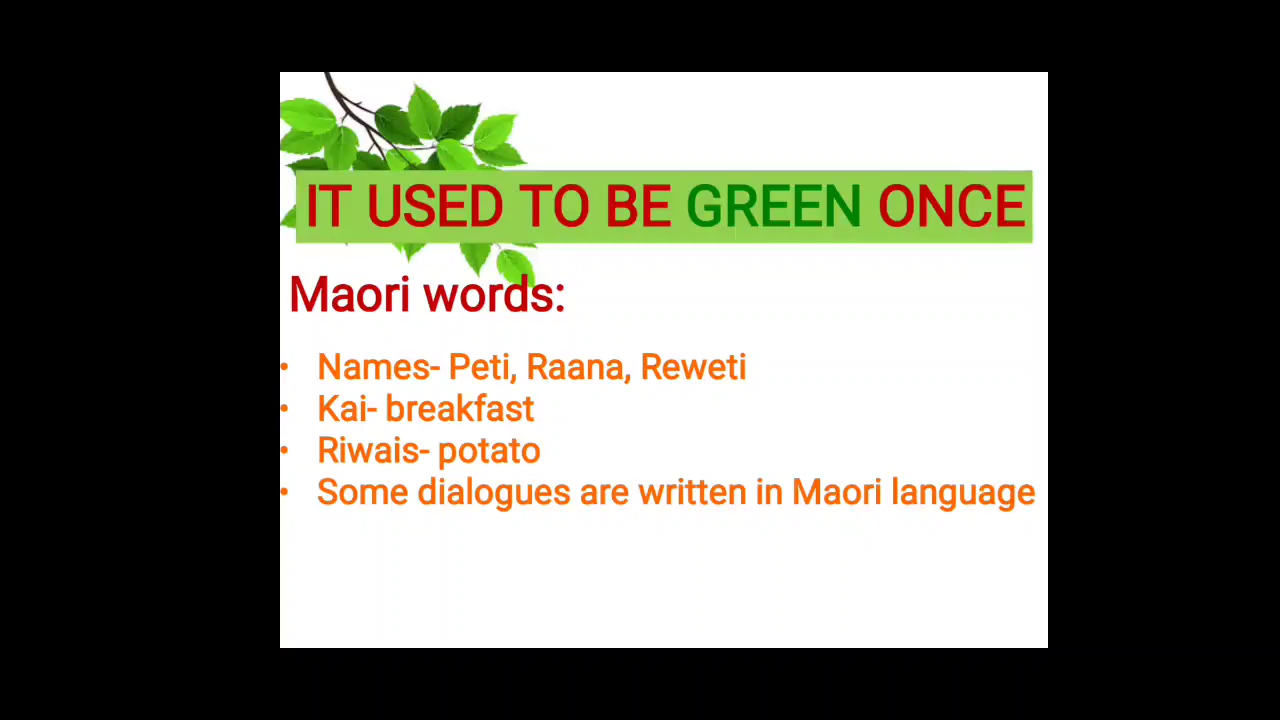 IT USED TO BE GREEN ONCE
Maori words:
• Names- Peti, Raana, Reweti
• Kai- breakfast
• Riwais- potato
• Some dialogues are written in Maori language